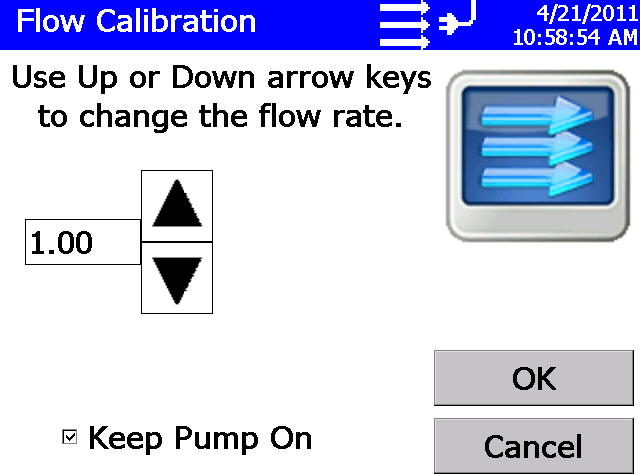 Flow Calibration
4/21/2011
10:58:54 AM
Use Up or Down arrow keys
to change the flow rate.
1.00
OK
Keep Pump On
Cancel